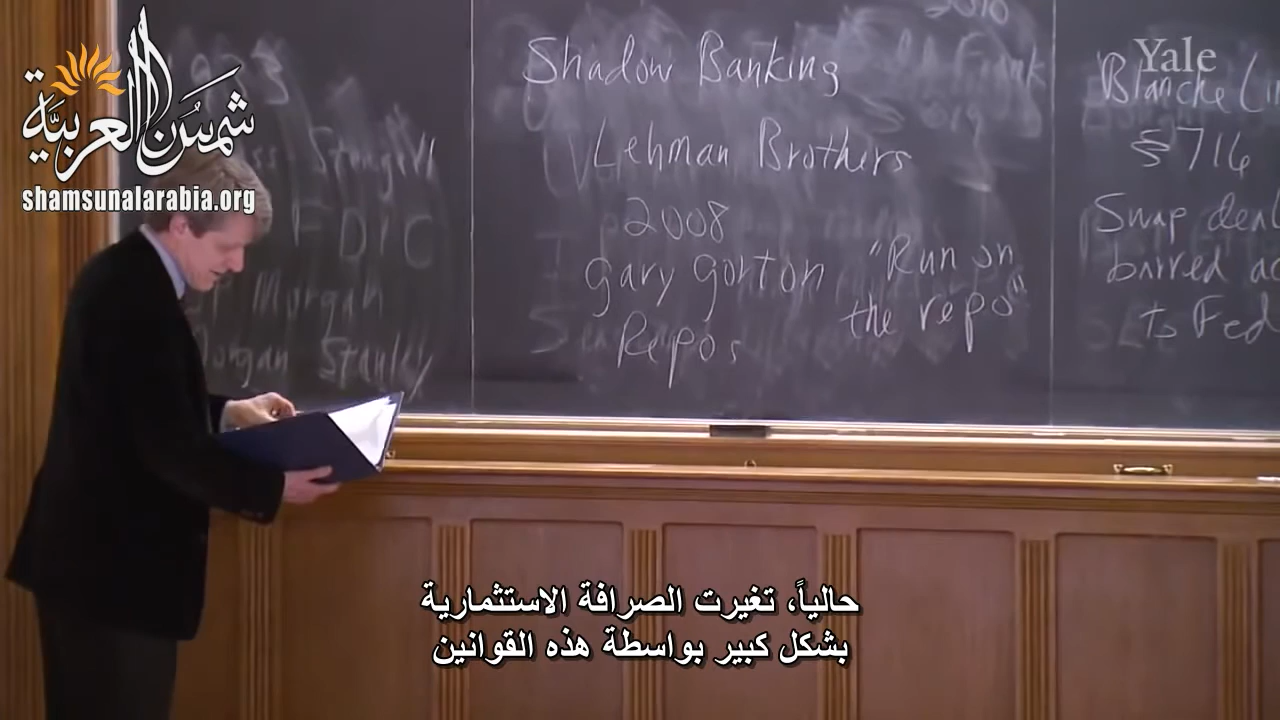 شمس العربية
shamsunalarabia.org
Yale
2010
Shadow Banking
Lehman Brothers
2008
Gary Gorton
"Run on
the repo"
Repos
Blanche Lin
§716
Swap deal
barred ac
to Fed
FDIC
Morgan
Morgan Stanley
حالياً، تغيرت الصرافة الاستثمارية
بشكل كبير بواسطة هذه القوانين